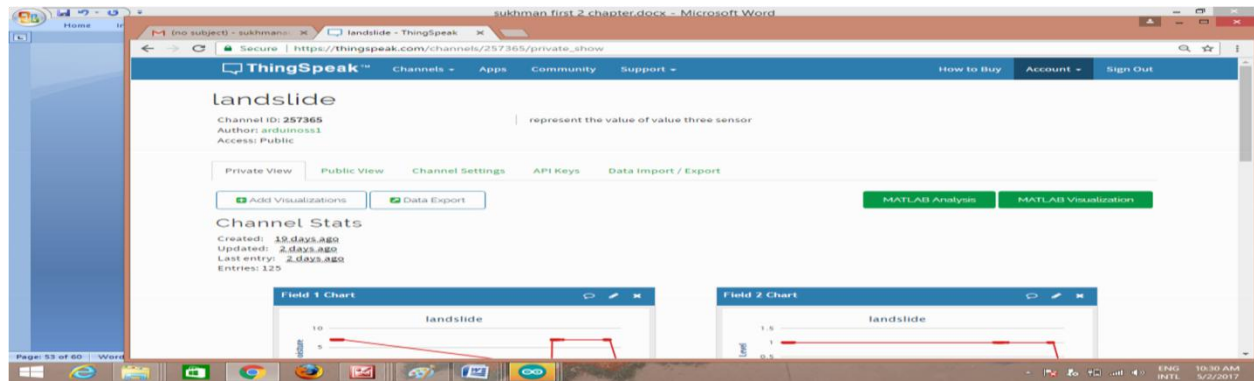 sukhman first 2 chapter.docx - Microsoft Word
Home
(no subject) - sukhmans
landslide - ThingSpeak
Secure | https://thingspeak.com/channels/257365/private_show
ThingSpeak™ Channels Apps Community Support How to Buy Account Sign Out
landslide
Channel ID: 257365
represent the value of value three sensor
Author: arduinoss1
Access: Public
Private View Public View Channel Settings API Keys Data Import / Export
Add Visualizations Data Export MATLAB Analysis MATLAB Visualization
Channel Stats
Created: 19 days ago
Updated: 2 days ago
Last entry: 2 days ago
Entries: 125
Field 1 Chart Field 2 Chart
landslide landslide
10 1.5
5 1
Level
0.5
Page: 53 of 60
ENG 10:30 AM
INTL 5/2/2017